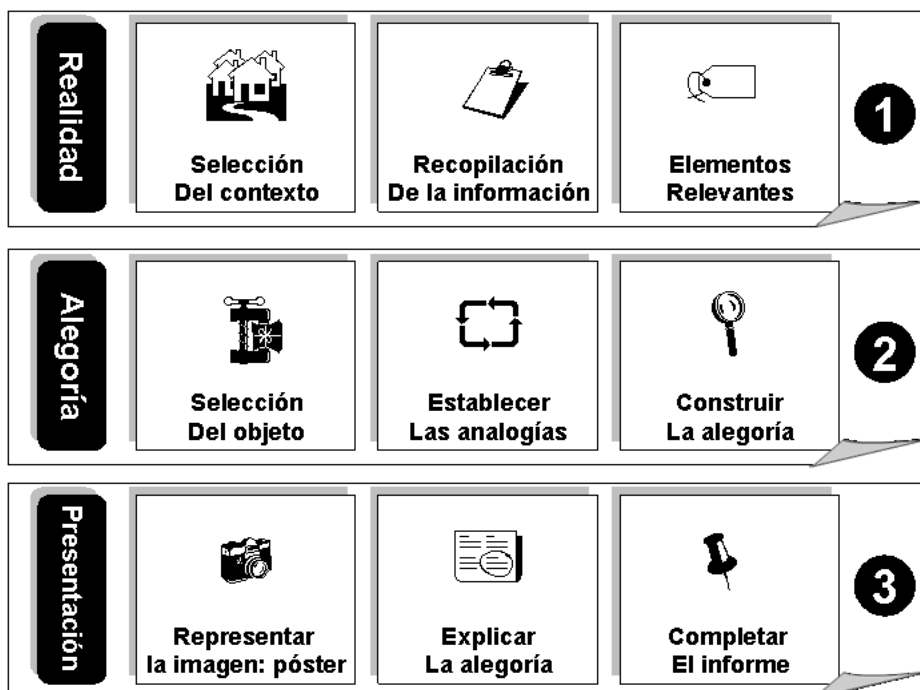 Realidad
Selección
Del contexto
Recopilación
De la información
Elementos
Relevantes
1
Alegoría
Selección
Del objeto
Establecer
Las analogías
Construir
La alegoría
2
Presentación
Representar
la imagen: póster
Explicar
La alegoría
Completar
El informe
3